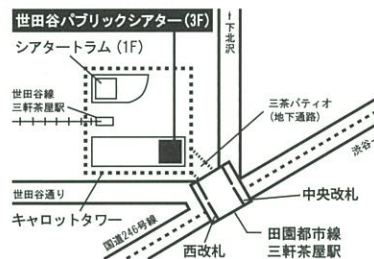 世田谷パブリックシアター(3F)
シアタートラム(1F)
↑下北沢
世田谷線
三軒茶屋駅
三茶パティオ
(地下通路)
渋谷→
世田谷通り
キャロットタワー
国道246号線
中央改札
西改札
田園都市線
三軒茶屋駅